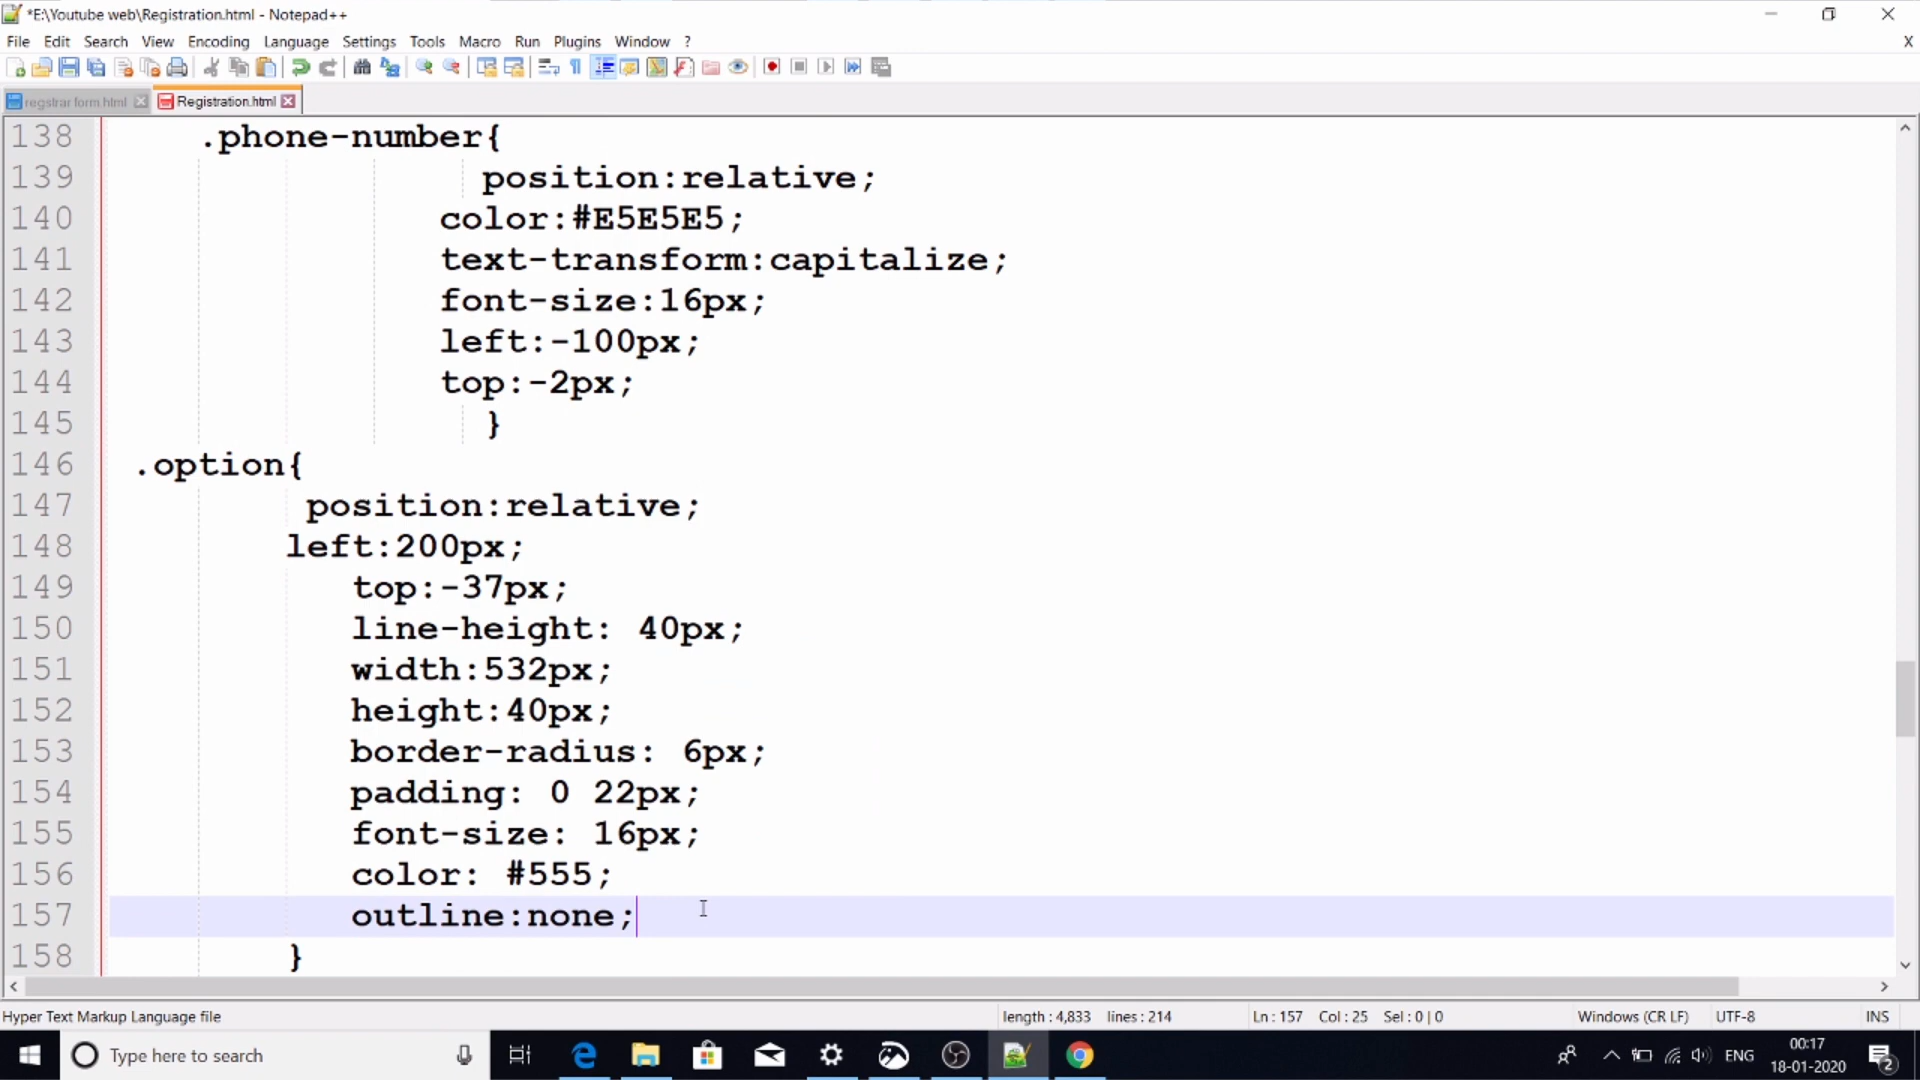 *E:\Youtube web\Registration.html - Notepad++
File Edit Search View Encoding Language Settings Tools Macro Run Plugins Window ? X
regstrar form.html Registration.html
138 .phone-number{
139 position:relative;
140 color:#E5E5E5;
141 text-transform:capitalize;
142 font-size:16px;
143 left:-100px;
144 top:-2px;
145 }
146 .option{
147 position:relative;
148 left:200px;
149 top:-37px;
150 line-height: 40px;
151 width:532px;
152 height:40px;
153 border-radius: 6px;
154 padding: 0 22px;
155 font-size: 16px;
156 color: #555;
157 outline:none;
158 }
Hyper Text Markup Language file length : 4,833 lines : 214 Ln : 157 Col : 25 Sel : 0 | 0 Windows (CR LF) UTF-8 INS
Type here to search ENG 00:17
18-01-2020 2